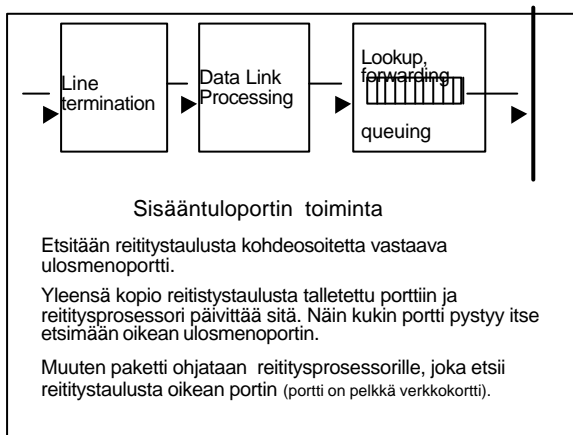 Line
termination
Data Link
Processing
Lookup,
forwarding
queuing
Sisääntuloportin toiminta
Etsitään reititystaulusta kohdeosoitetta vastaava
ulosmenoportti.
Yleensä kopio reitistystaulusta talletettu porttiin ja
reititysprosessori päivittää sitä. Näin kukin portti pystyy itse
etsimään oikean ulosmenoportin.
Muuten paketti ohjataan reititysprosessorille, joka etsii
reititystaulusta oikean portin (portti on pelkkä verkkokortti).